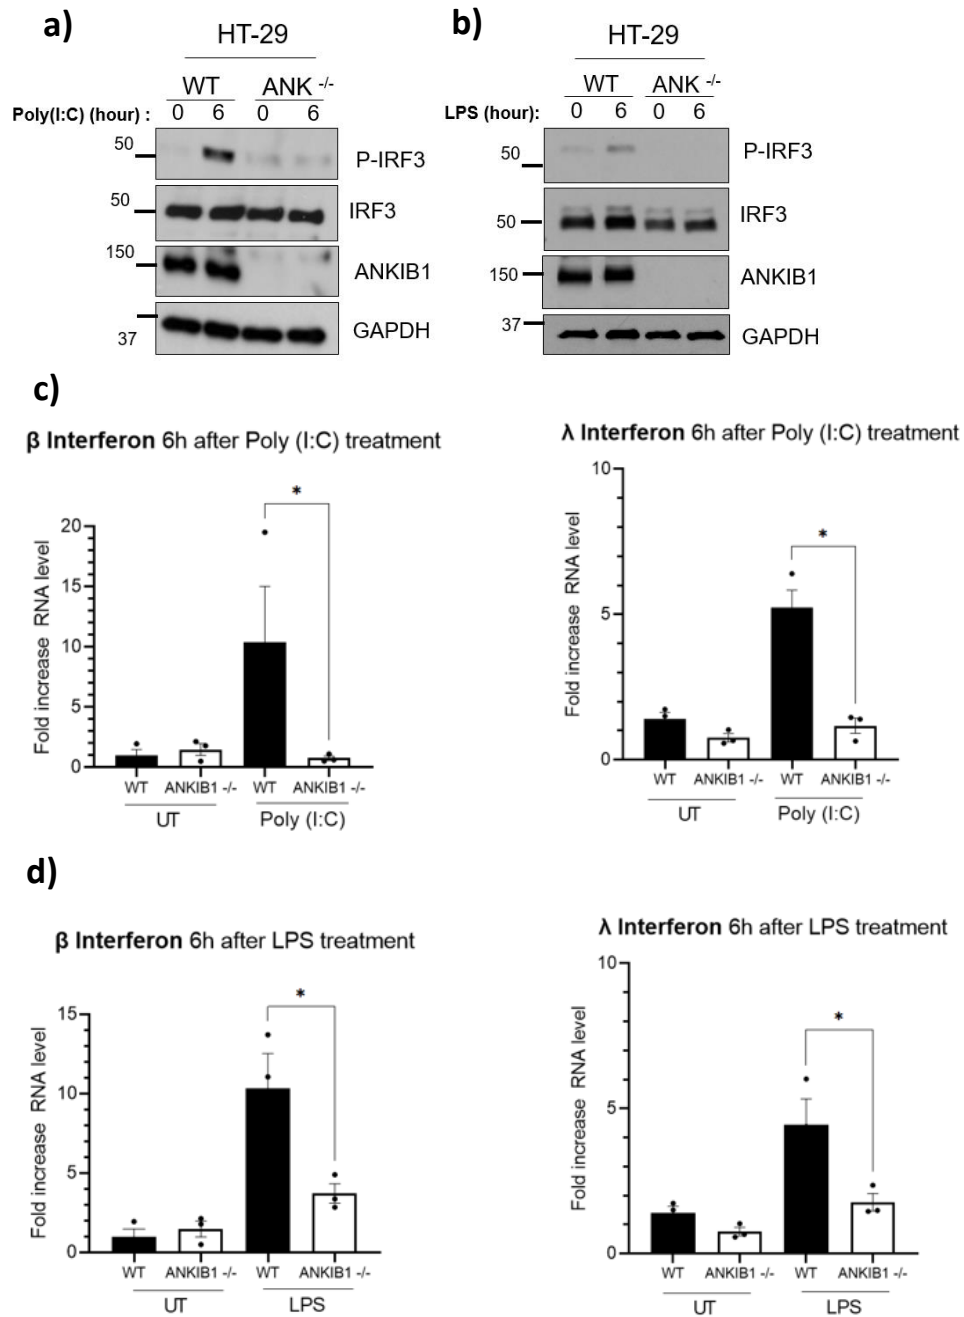 a)
HT-29
WT ANK -/-
Poly(I:C) (hour) : 0 6 0 6
50 P-IRF3
50 IRF3
150 ANKIB1
37 GAPDH
b)
HT-29
WT ANK -/-
LPS (hour): 0 6 0 6
50 P-IRF3
50 IRF3
150 ANKIB1
37 GAPDH
c)
β Interferon 6h after Poly (I:C) treatment
Fold increase RNA level
20
15
10
5
0
*
WT ANKIB1 -/- WT ANKIB1 -/-
UT Poly (I:C)
λ Interferon 6h after Poly (I:C) treatment
Fold increase RNA level
10
5
0
*
WT ANKIB1 -/- WT ANKIB1 -/-
UT Poly (I:C)
d)
β Interferon 6h after LPS treatment
Fold increase RNA level
15
10
5
0
*
WT ANKIB1 -/- WT ANKIB1 -/-
UT LPS
λ Interferon 6h after LPS treatment
Fold increase RNA level
10
5
0
*
WT ANKIB1 -/- WT ANKIB1 -/-
UT LPS